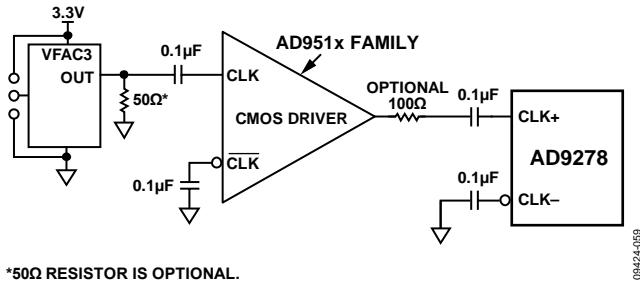 3.3V
VFAC3
OUT
50Ω*
0.1µF
CLK
AD951x FAMILY
CMOS DRIVER
CLK
0.1µF
OPTIONAL
100Ω
0.1µF
CLK+
AD9278
0.1µF
CLK–
*50Ω RESISTOR IS OPTIONAL.
09424-059